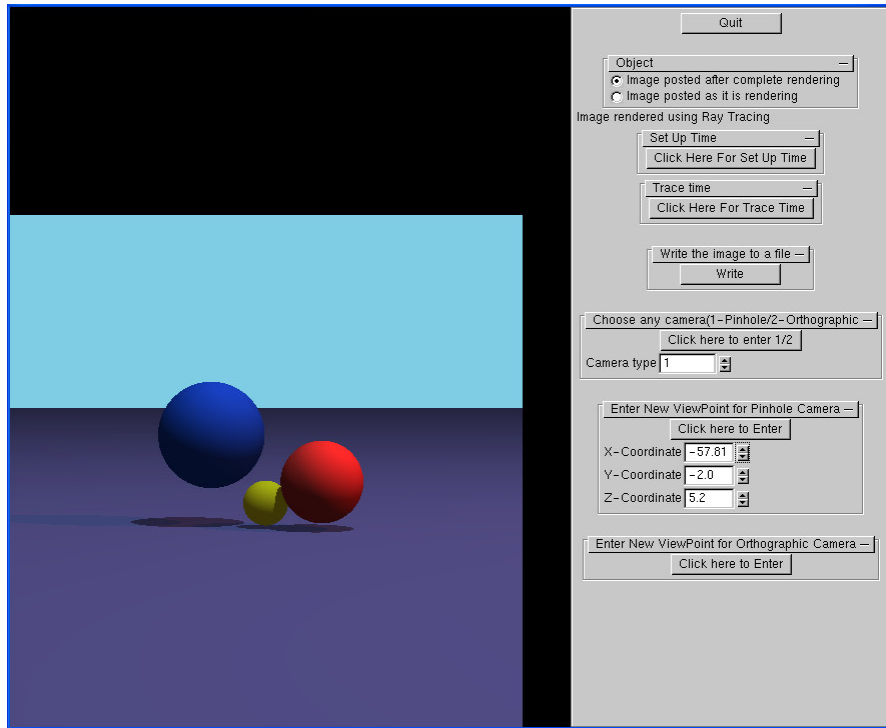 Quit
Object —
Image posted after complete rendering
Image posted as it is rendering
Image rendered using Ray Tracing
Set Up Time —
Click Here For Set Up Time
Trace time —
Click Here For Trace Time
Write the image to a file —
Write
Choose any camera(1-Pinhole/2-Orthographic —
Click here to enter 1/2
Camera type 1
Enter New ViewPoint for Pinhole Camera —
Click here to Enter
X-Coordinate -57.81
Y-Coordinate -2.0
Z-Coordinate 5.2
Enter New ViewPoint for Orthographic Camera —
Click here to Enter